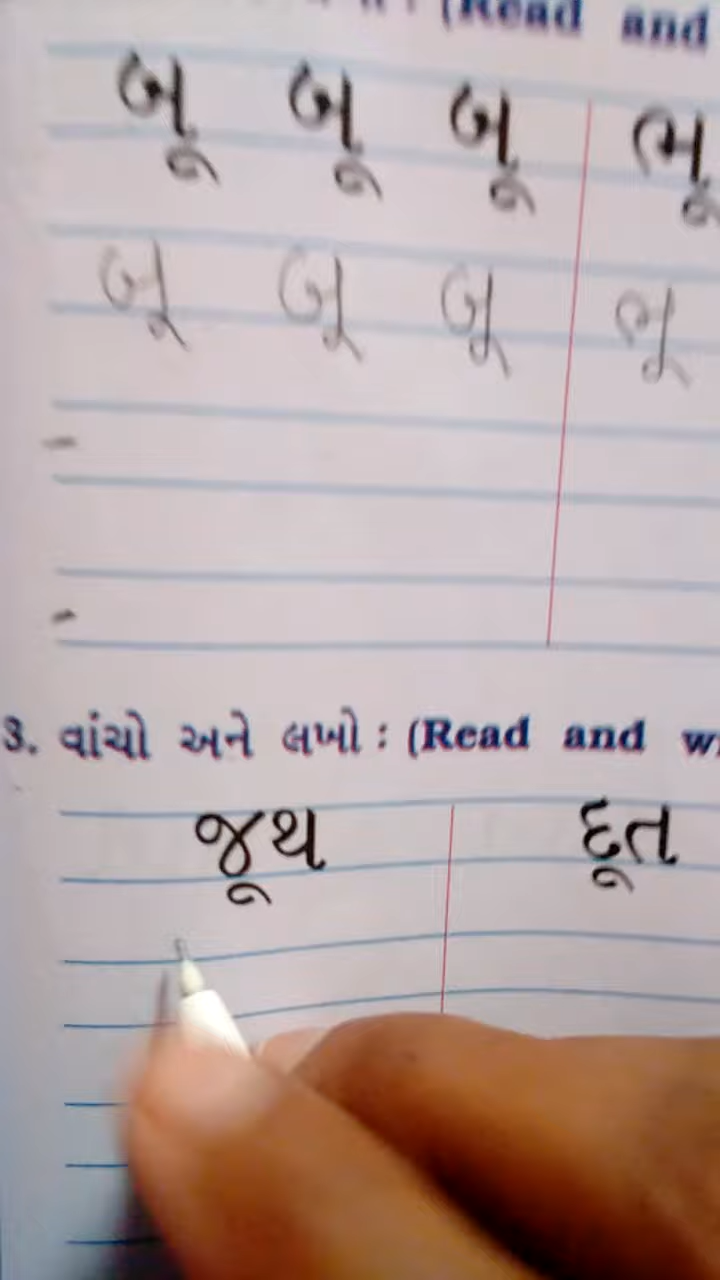 (Read and
બૂ બૂ બૂ ભૂ
બૂ બૂ બૂ ભૂ
3. વાંચો અને લખો : (Read and
જૂથ દૂત